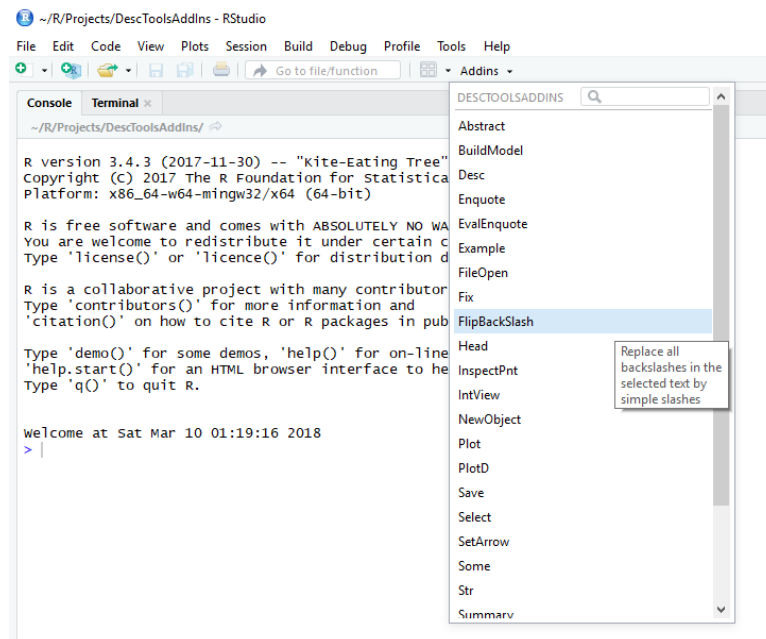 ~/R/Projects/DescToolsAddIns - RStudio
File Edit Code View Plots Session Build Debug Profile Tools Help
Go to file/function Addins
Console Terminal
~/R/Projects/DescToolsAddIns/
R version 3.4.3 (2017-11-30) -- "Kite-Eating Tree"
Copyright (C) 2017 The R Foundation for Statistica
Platform: x86_64-w64-mingw32/x64 (64-bit)
R is free software and comes with ABSOLUTELY NO WA
You are welcome to redistribute it under certain c
Type 'license()' or 'licence()' for distribution d
R is a collaborative project with many contributor
Type 'contributors()' for more information and
'citation()' on how to cite R or R packages in pub
Type 'demo()' for some demos, 'help()' for on-line
'help.start()' for an HTML browser interface to he
Type 'q()' to quit R.
Welcome at Sat Mar 10 01:19:16 2018
>
DESCTOOLSADDINS
Abstract
BuildModel
Desc
Enquote
EvalEnquote
Example
FileOpen
Fix
FlipBackSlash
Head
InspectPnt
IntView
NewObject
Plot
PlotD
Save
Select
SetArrow
Some
Str
Summary
Replace all
backslashes in the
selected text by
simple slashes